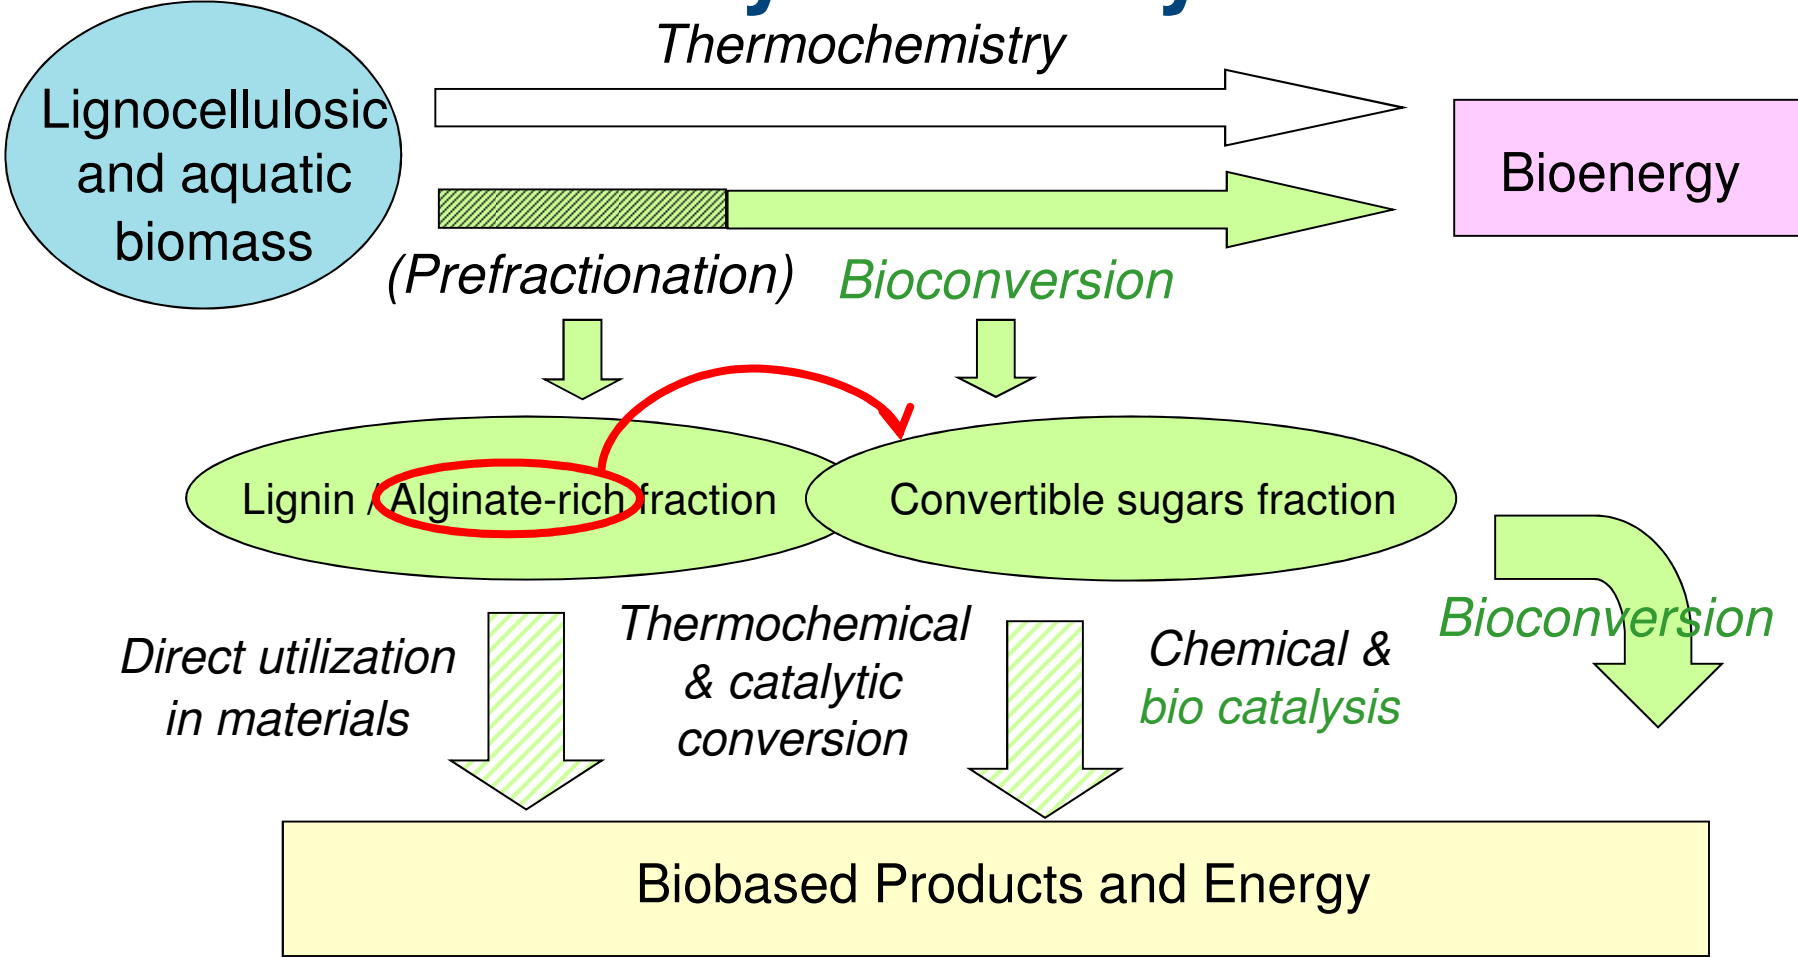 Thermochemistry
Lignocellulosic
and aquatic
biomass
Bioenergy
(Prefractionation)
Bioconversion
Lignin / Alginate-rich fraction
Convertible sugars fraction
Direct utilization
in materials
Thermochemical
& catalytic
conversion
Chemical &
bio catalysis
Bioconversion
Biobased Products and Energy